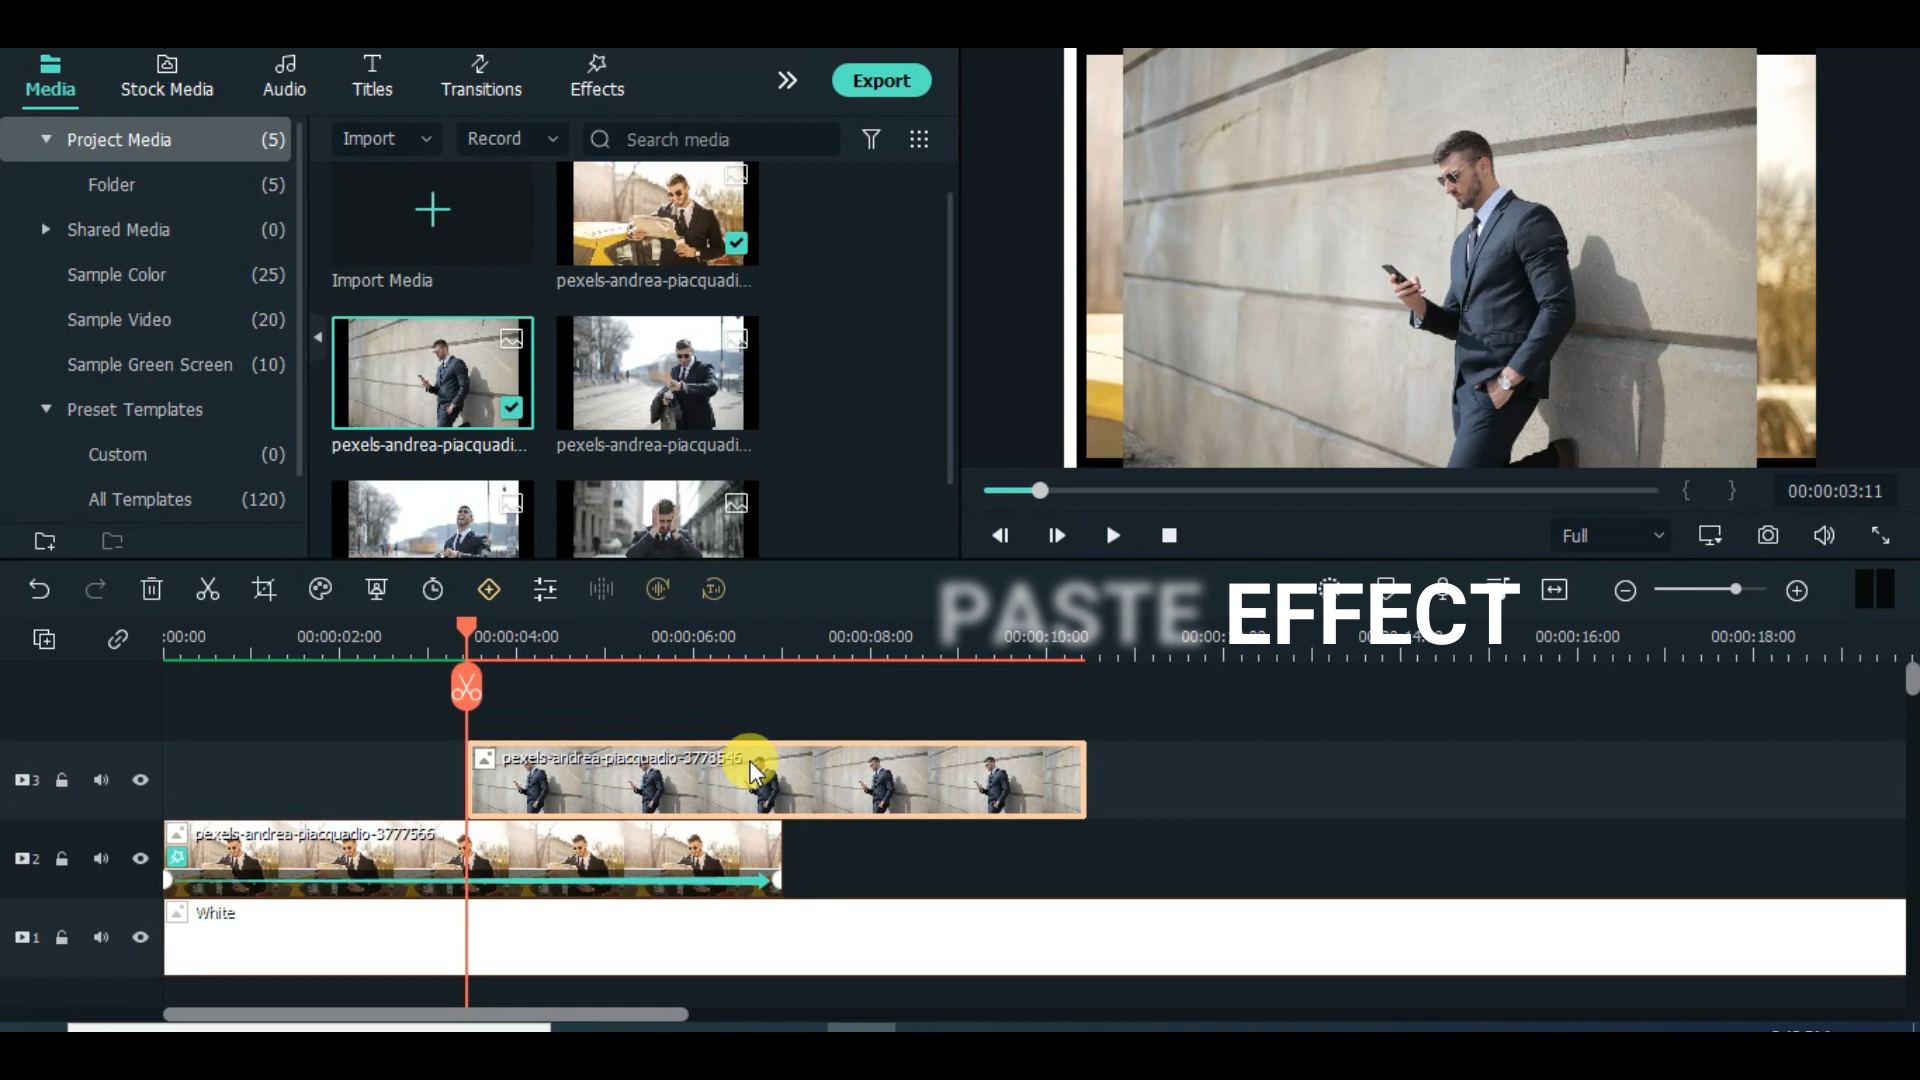 Media
Stock Media
Audio
Titles
Transitions
Effects
Export
Project Media (5)
Folder (5)
Shared Media (0)
Sample Color (25)
Sample Video (20)
Sample Green Screen (10)
Preset Templates
Custom (0)
All Templates (120)
Import
Record
Search media
Import Media
pexels-andrea-piacquadi...
pexels-andrea-piacquadi...
pexels-andrea-piacquadi...
{ }
00:00:03:11
Full
PASTE EFFECT
:00:00
00:00:02:00
00:00:04:00
00:00:06:00
00:00:08:00
00:00:10:00
00:00:16:00
00:00:18:00
3
pexels-andrea-piacquadio-3778546
2
pexels-andrea-piacquadio-3777566
1
White